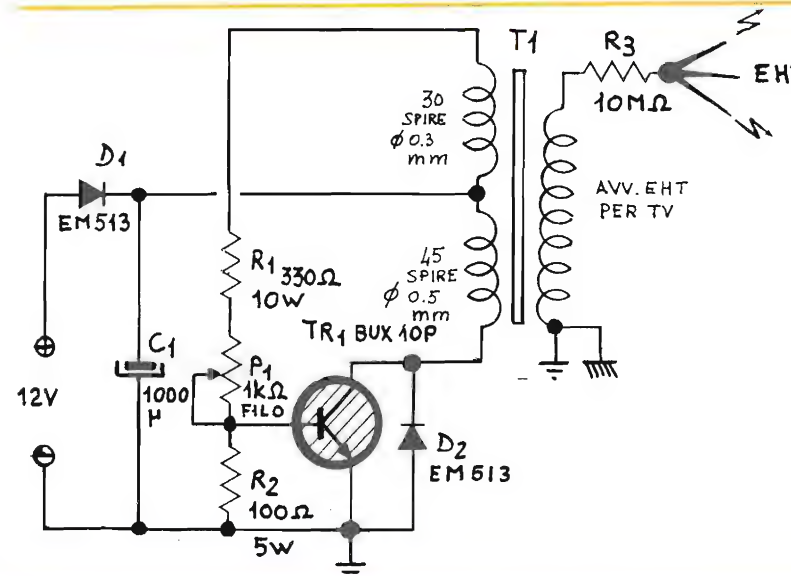 T1
R3
10MΩ
EH
30
SPIRE
ϕ 0.3
mm
D1
EM513
AVV. EHT
PER TV
R1 330Ω
10W
45
SPIRE
ϕ 0.5
mm
TR1 BUX 10P
C1
1000
μ
P1
1kΩ
FILO
12V
D2
EM513
R2
100Ω
5W